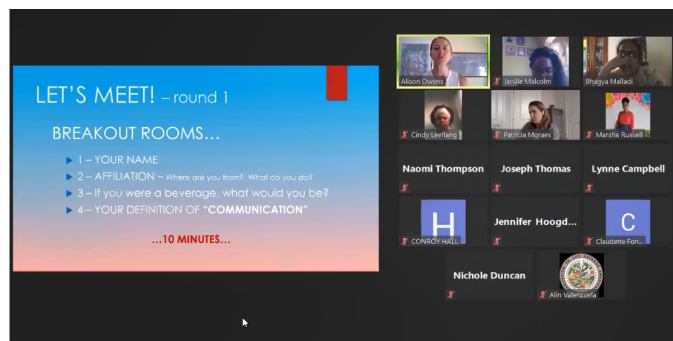 LET'S MEET! – round 1
BREAKOUT ROOMS...
1 – YOUR NAME
2 – AFFILIATION – Where are you from? What do you do?
3 – If you were a beverage, what would you be?
4 – YOUR DEFINITION OF "COMMUNICATION"
...10 MINUTES...
Alison Owens
Janilie Malcolm
Bhagya Malladi
Cindy Leeflang
Patricia Moraes
Marsha Russell
Naomi Thompson
Joseph Thomas
Lynne Campbell
H
CONROY HALL
Jennifer Hoogd...
C
Claudette Fon...
Nichole Duncan
Alin Valenzuela